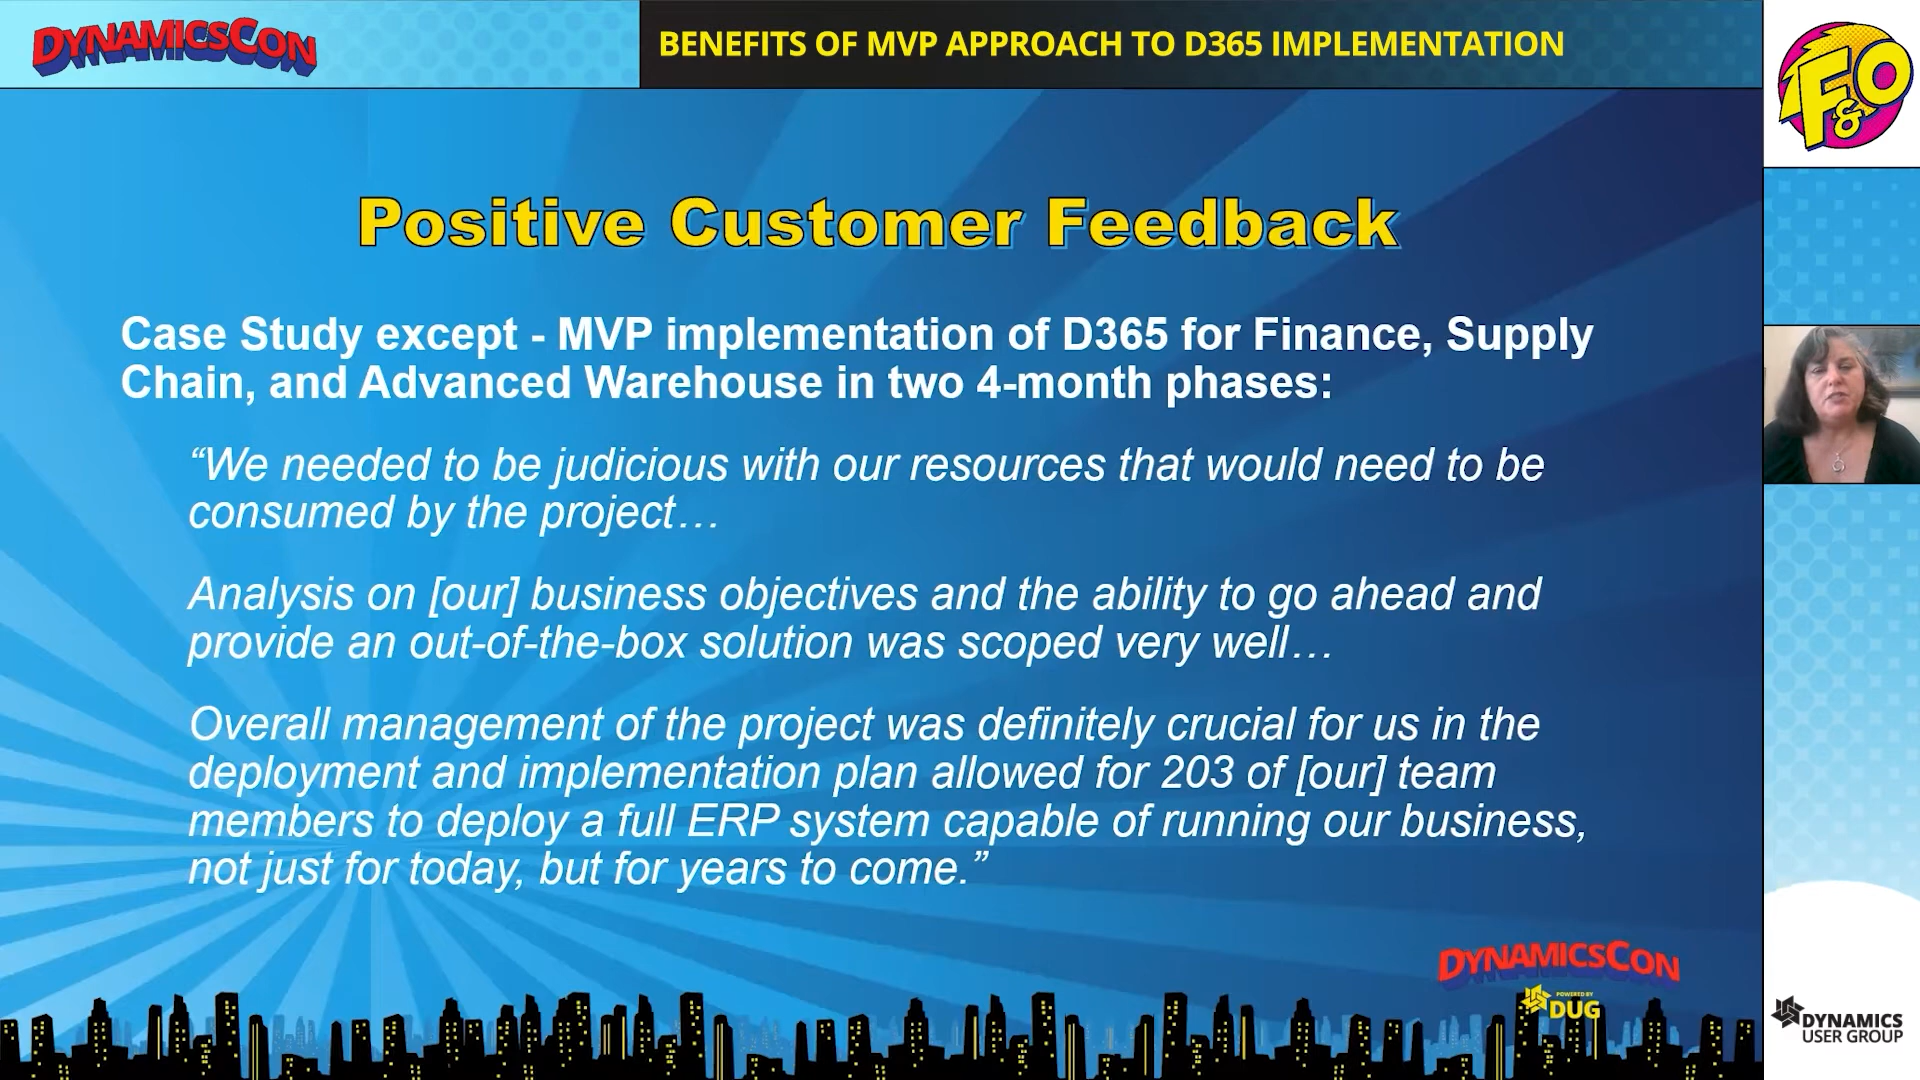 DYNAMICSCON
BENEFITS OF MVP APPROACH TO D365 IMPLEMENTATION
F&O
Positive Customer Feedback
Case Study except - MVP implementation of D365 for Finance, Supply
Chain, and Advanced Warehouse in two 4-month phases:
“We needed to be judicious with our resources that would need to be
consumed by the project…
Analysis on [our] business objectives and the ability to go ahead and
provide an out-of-the-box solution was scoped very well…
Overall management of the project was definitely crucial for us in the
deployment and implementation plan allowed for 203 of [our] team
members to deploy a full ERP system capable of running our business,
not just for today, but for years to come.”
DYNAMICSCON
POWERED BY
DUG
DYNAMICS
USER GROUP